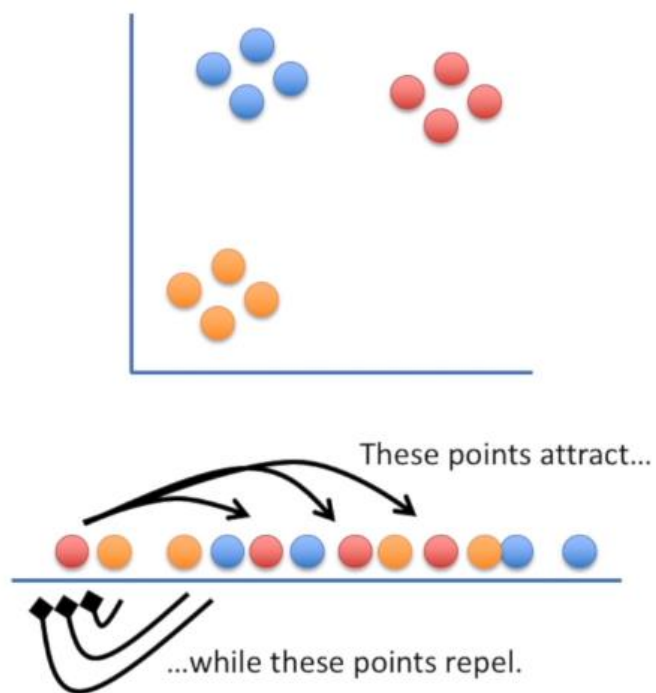 These points attract...
...while these points repel.